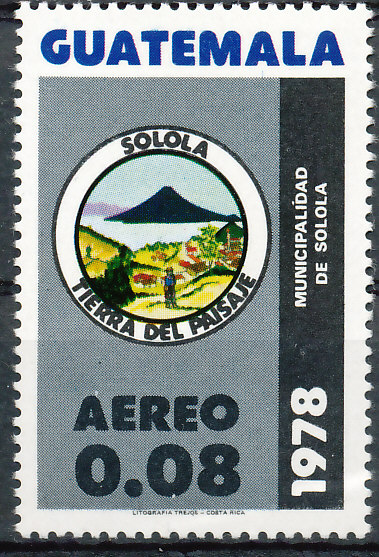 GUATEMALA
SOLOLA
TIERRA DEL PAISAJE
MUNICIPALIDAD
DE SOLOLA
AEREO
0.08
1978
LITOGRAFIA TREJOS - COSTA RICA